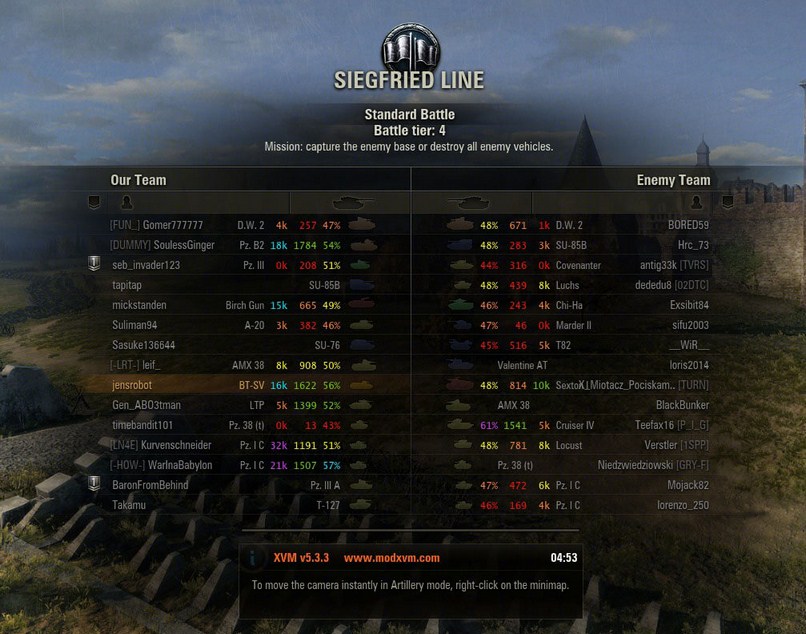 SIEGFRIED LINE
Standard Battle
Battle tier: 4
Mission: capture the enemy base or destroy all enemy vehicles.
Our Team Enemy Team
[FUN_] Gomer777777 D.W. 2 4k 257 47% 48% 671 1k D.W. 2 BORED59
[DUMMY] SoulessGinger Pz. B2 18k 1784 54% 48% 283 3k SU-85B Hrc_73
seb_invader123 Pz. III 0k 208 51% 44% 316 0k Covenanter antig33k [TVRS]
tapitap SU-85B 48% 439 8k Luchs dededu8 [02DTC]
mickstanden Birch Gun 15k 665 49% 46% 243 4k Chi-Ha Exsibit84
Suliman94 A-20 3k 382 46% 47% 46 0k Marder II sifu2003
Sasuke136644 SU-76 45% 516 5k T82 __WiR__
[-LRT-] leif_ AMX 38 8k 908 50% Valentine AT loris2014
jensrobot BT-SV 16k 1622 56% 48% 814 10k Sexton I Miotacz_Pociskam.. [TURN]
Gen_ABO3tman LTP 5k 1399 52% AMX 38 BlackBunker
timebandit101 Pz. 38 (t) 0k 13 43% 61% 1541 5k Cruiser IV Teefax16 [P_I_G]
[LN4E] Kurvenschneider Pz. I C 32k 1191 51% 48% 781 8k Locust Verstler [1SPP]
[-HOW-] WarInaBabylon Pz. I C 21k 1507 57% Pz. 38 (t) Niedzwiedziowski [GRY-F]
BaronFromBehind Pz. III A 47% 472 6k Pz. I C Mojack82
Takamu T-127 46% 169 4k Pz. I C lorenzo_250
XVM v5.3.3 www.modxvm.com 04:53
To move the camera instantly in Artillery mode, right-click on the minimap.